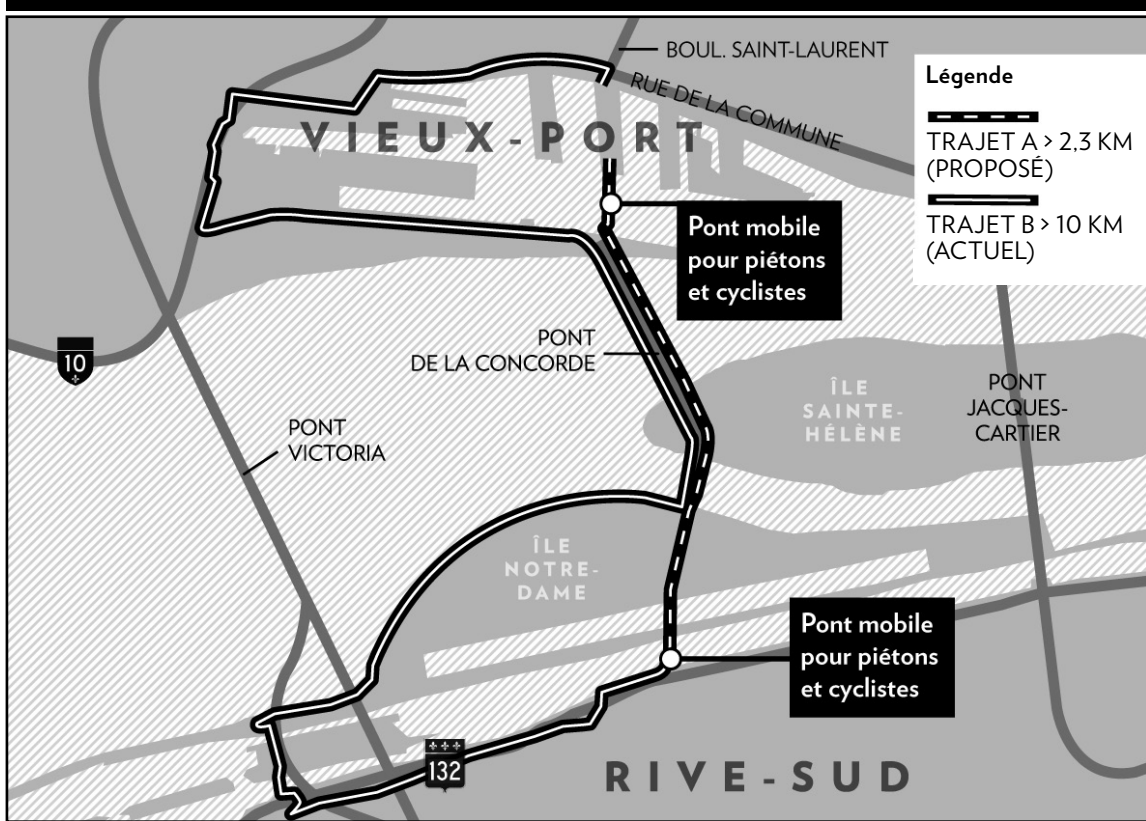 BOUL. SAINT-LAURENT
RUE DE LA COMMUNE
VIEUX-PORT
Légende
TRAJET A > 2,3 KM
(PROPOSÉ)
TRAJET B > 10 KM
(ACTUEL)
Pont mobile
pour piétons
et cyclistes
10
PONT
DE LA CONCORDE
ÎLE
SAINTE-
HÉLÈNE
PONT
JACQUES-
CARTIER
PONT
VICTORIA
ÎLE
NOTRE-
DAME
Pont mobile
pour piétons
et cyclistes
132
RIVE-SUD